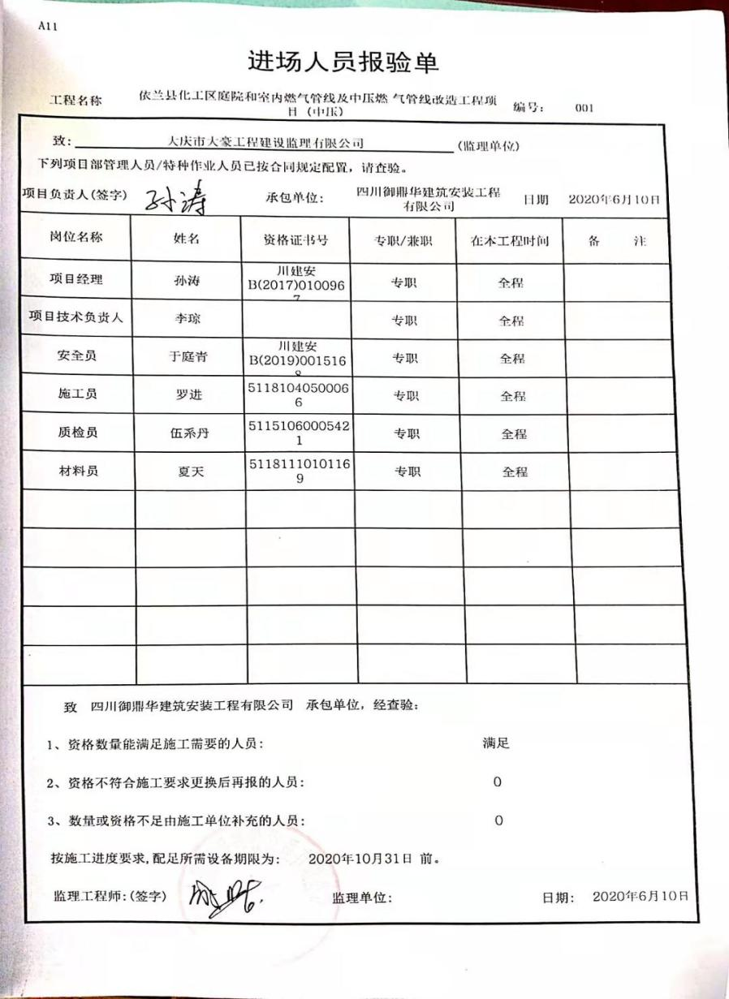 A11
进场人员报验单
工程名称 依兰县化工区庭院和室内燃气管线及中压燃 气管线改造工程项
目 (中压) 编号: 001
致: 大庆市大豪工程建设监理有限公司 (监理单位)
下列项目部管理人员/特种作业人员已按合同规定配置，请查验。
项目负责人(签字) 孙涛 承包单位: 四川御鼎华建筑安装工程
有限公司 日期 2020年6月10日
岗位名称 姓名 资格证书号 专职/兼职 在本工程时间 备 注
项目经理 孙涛 川建安
B(2017)010096
7 专职 全程
项目技术负责人 李琼 专职 全程
安全员 于庭 川建安
B(2019)001516
专职 全程
施工员 罗进 5118104050006
6 专职 全程
质检员 伍系丹 5115106000542
1 专职 全程
材料员 夏天 5118111010116
9 专职 全程
致 四川御鼎华建筑安装工程有限公司 承包单位，经查验:
1、资格数量能满足施工需要的人员: 满足
2、资格不符合施工要求更换后再报的人员: 0
3、数量或资格不足由施工单位补充的人员: 0
按施工进度要求,配足所需设备期限为: 2020年10月31日 前。
监理工程师:(签字) 监理单位: 日期: 2020年6月10日